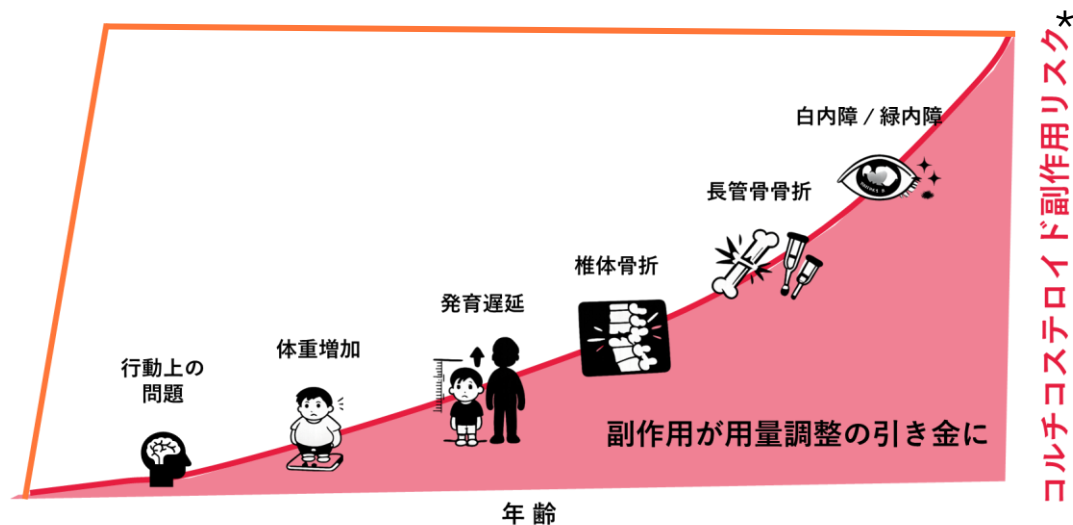 コルチコステロイド副作用リスク*
白内障 / 緑内障
長管骨骨折
椎体骨折
発育遅延
体重増加
行動上の
問題
副作用が用量調整の引き金に
年齢